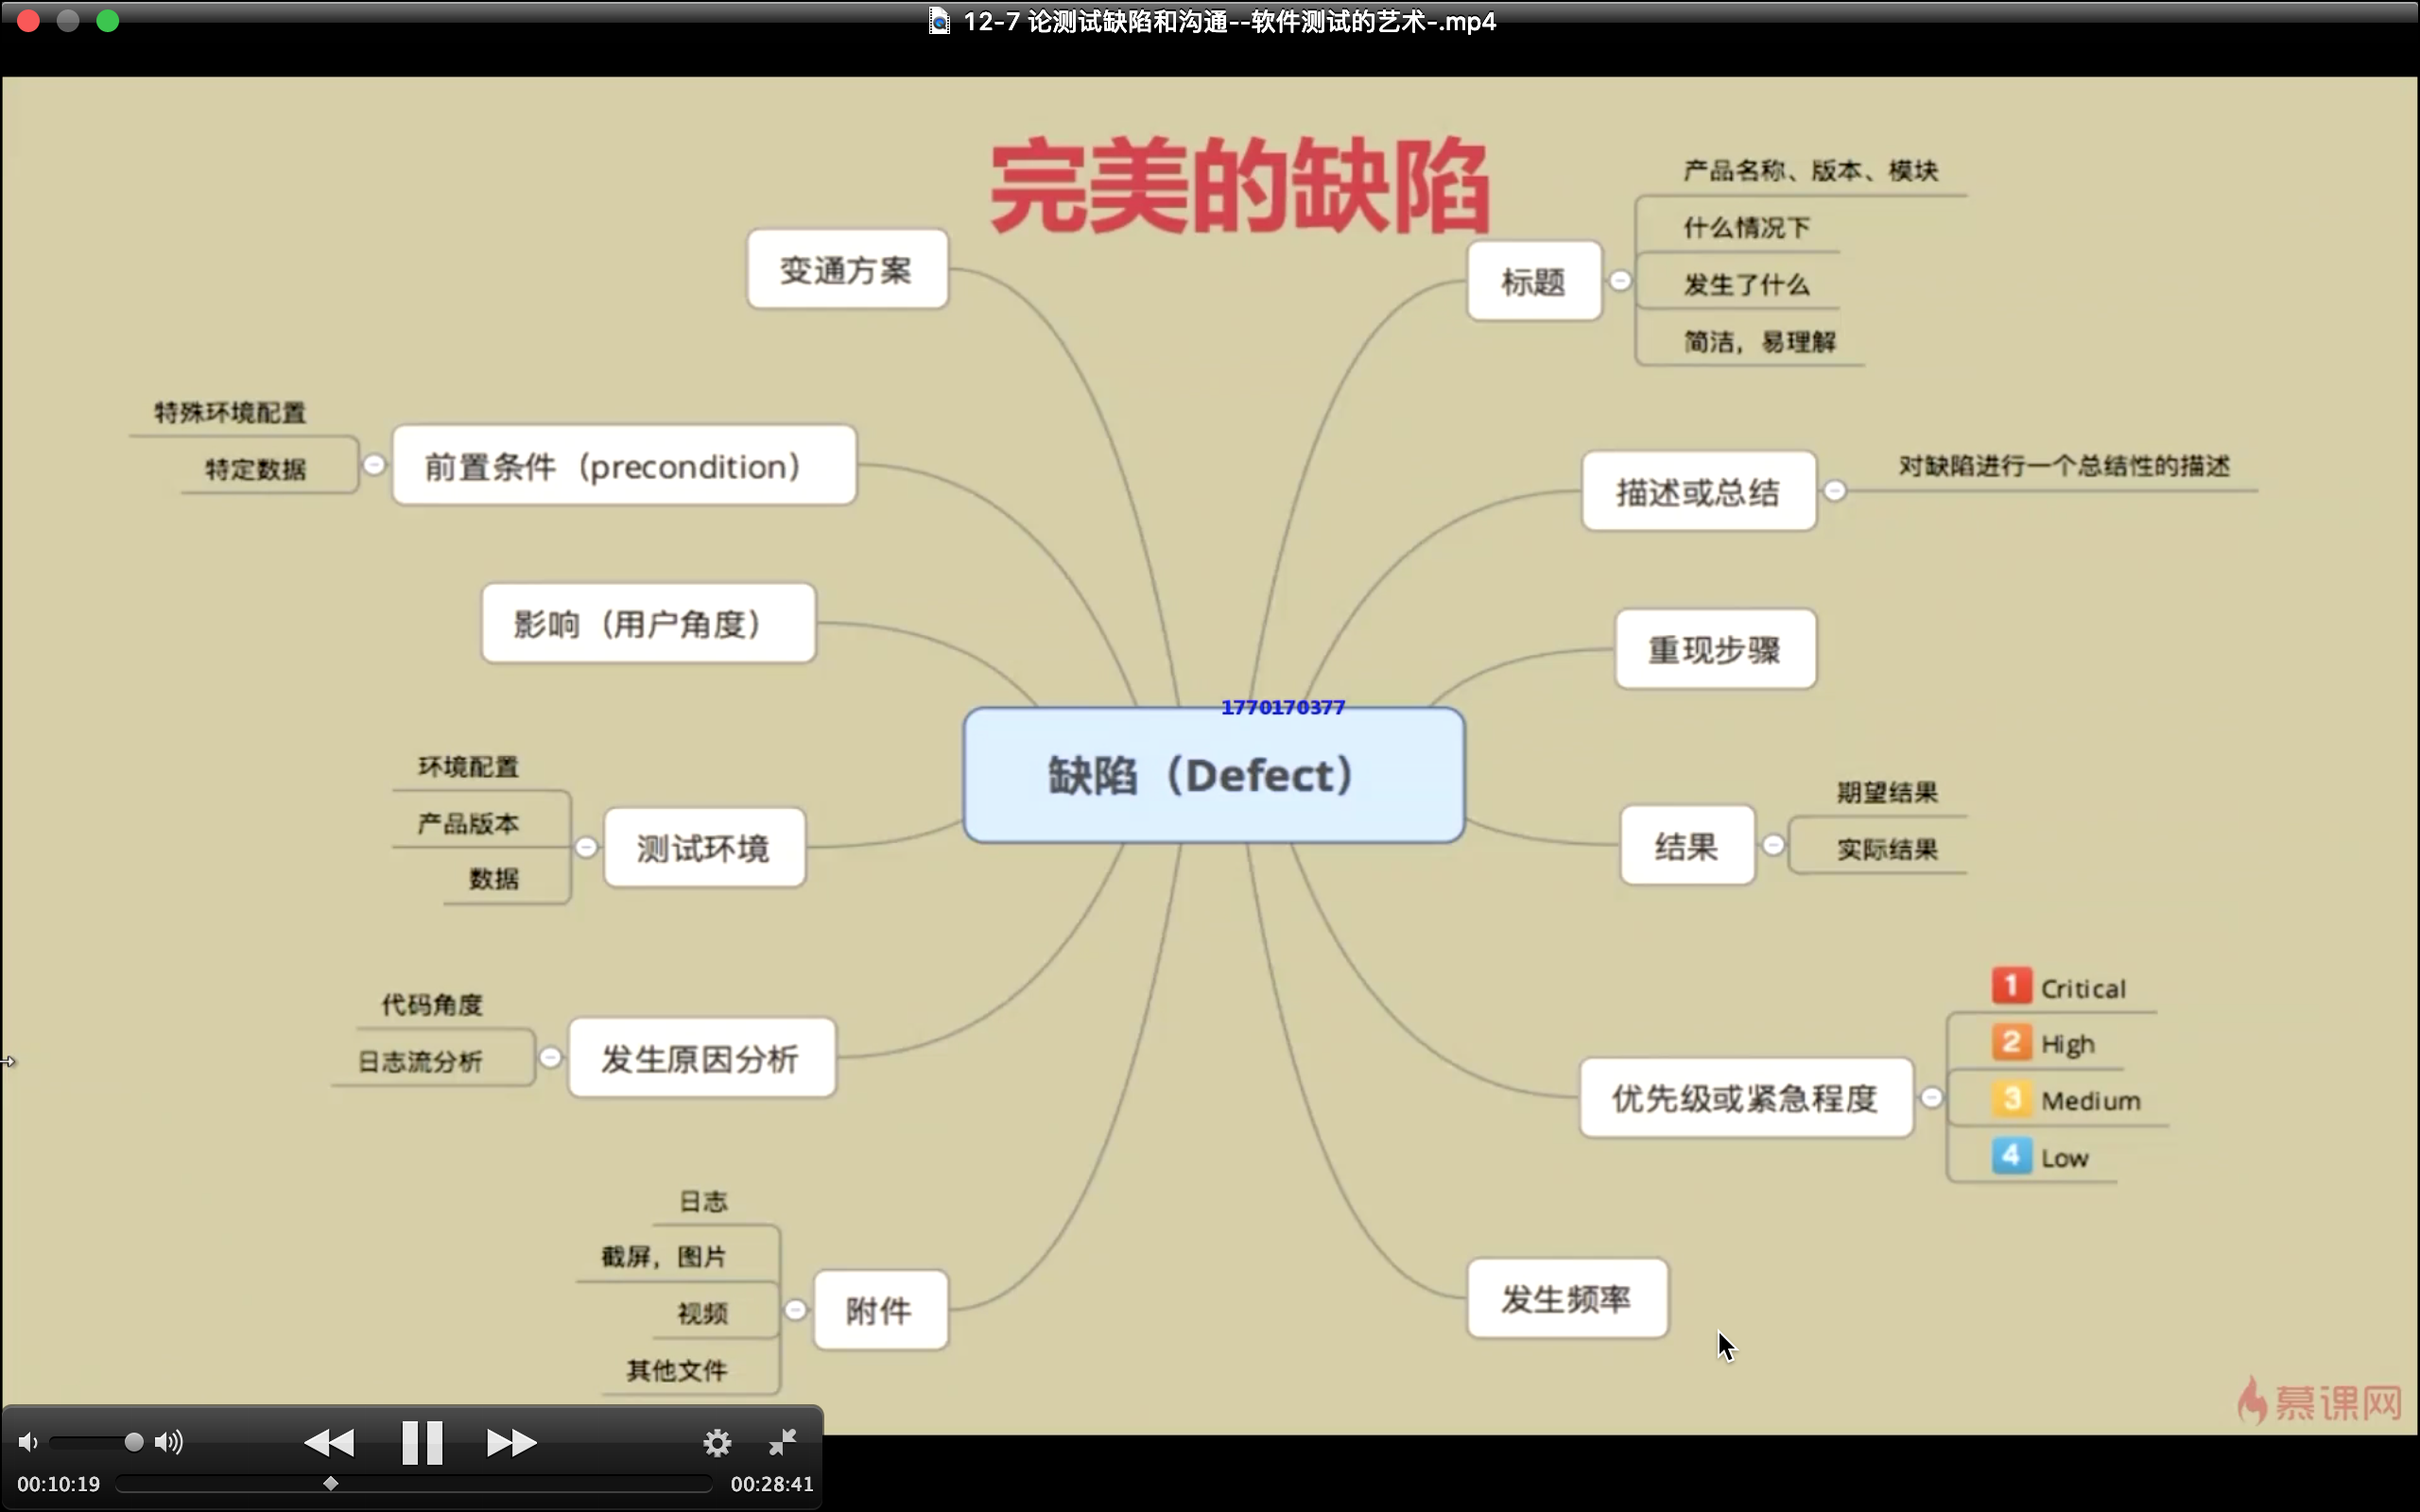 12-7 论测试缺陷和沟通--软件测试的艺术-.mp4
完美的缺陷
变通方案
前置条件（precondition）
特殊环境配置
特定数据
影响（用户角度）
测试环境
环境配置
产品版本
数据
发生原因分析
代码角度
日志流分析
附件
日志
截屏，图片
视频
其他文件
1770170377
缺陷（Defect）
标题
产品名称、版本、模块
什么情况下
发生了什么
简洁，易理解
描述或总结
对缺陷进行一个总结性的描述
重现步骤
结果
期望结果
实际结果
优先级或紧急程度
1 Critical
2 High
3 Medium
4 Low
发生频率
慕课网
00:10:19
00:28:41